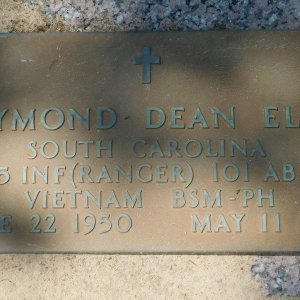 YMOND DEAN EL
SOUTH CAROLINA
5 INF(RANGER) 101 AB
VIETNAM BSM-PH
E 22 1950 MAY 11